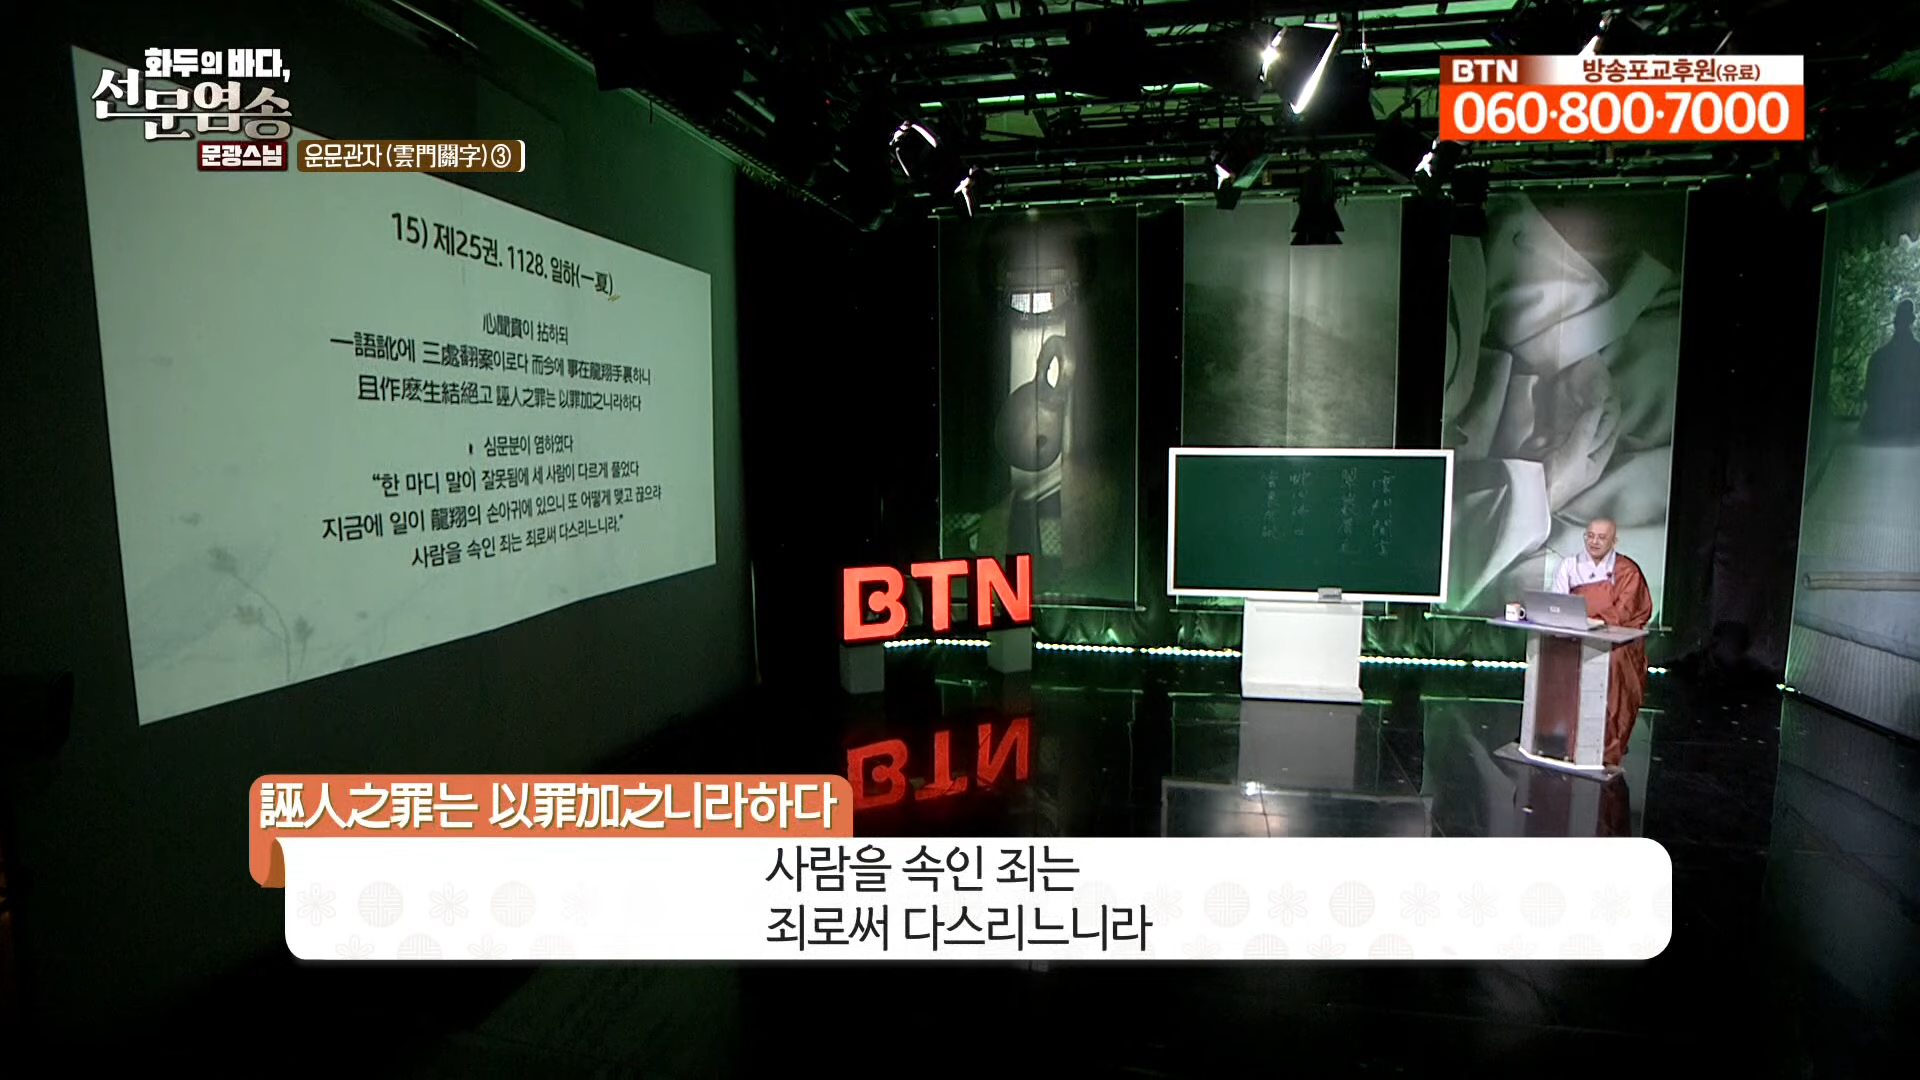 화두의 바다,
선문염송
문광스님
운문관자(雲門關字)③
BTN 방송포교후원(유료)
060·800·7000
15) 제25권. 1128. 일하(一夏)
心聞賁이 拈하되
一語訛에 三處翻案이로다 而今에 事在龍翔手裏하니
且作麽生結絕고 誣人之罪는 以罪加之니라하다
심문분이 염하였다
“한 마디 말이 잘못됨에 세 사람이 다르게 풀었다
지금에 일이 龍翔의 손아귀에 있으니 또 어떻게 맺고 끊으랴
사람을 속인 죄는 죄로써 다스리느니라.”
BTN
誣人之罪는 以罪加之니라하다
사람을 속인 죄는
죄로써 다스리느니라